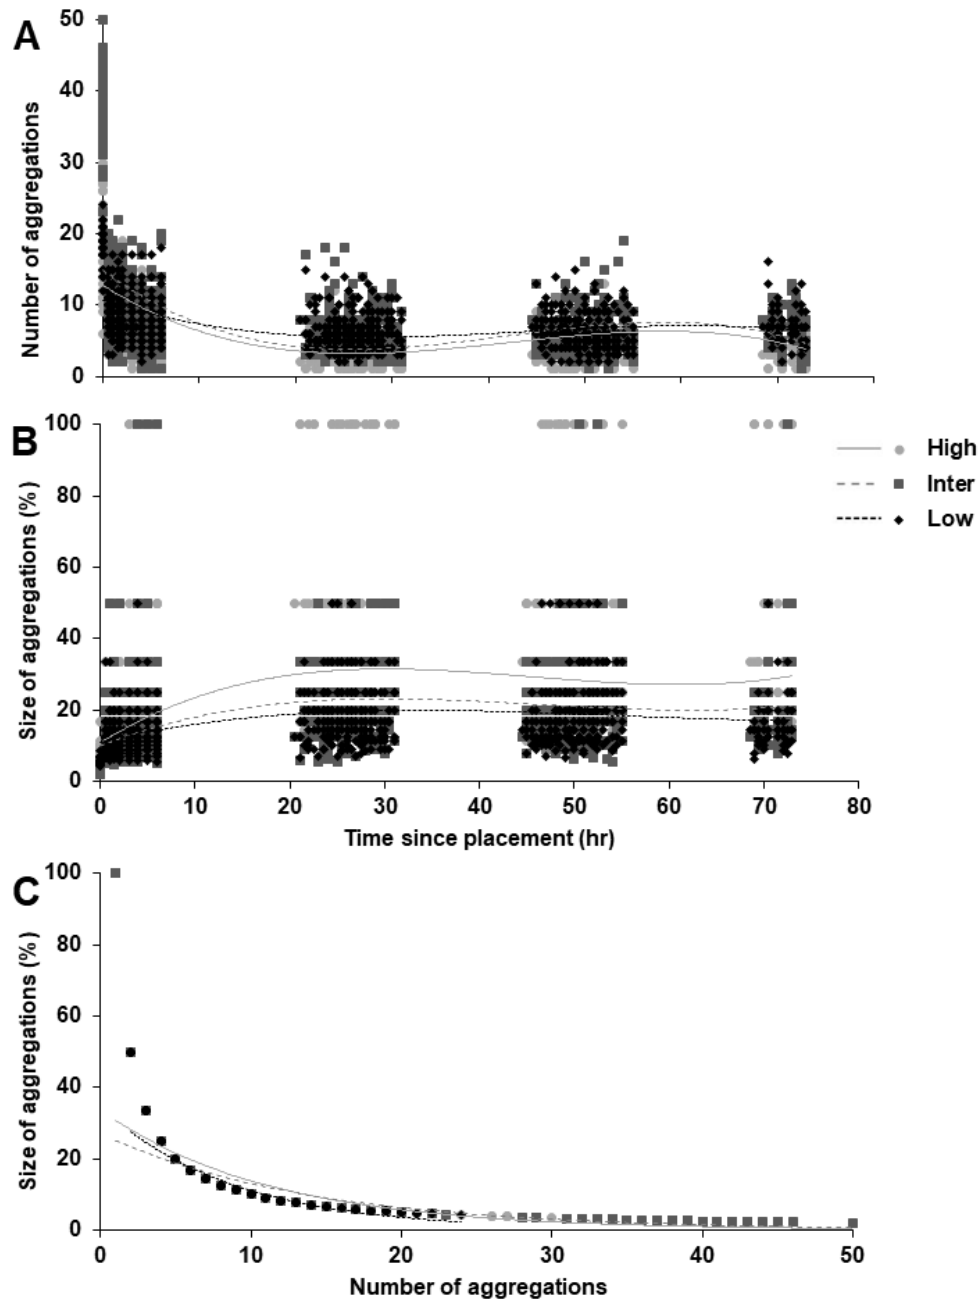 A
Number of aggregations
50
40
30
20
10
0
B
Size of aggregations (%)
100
80
60
40
20
0
0 10 20 30 40 50 60 70 80
Time since placement (hr)
High
Inter
Low
C
Size of aggregations (%)
100
80
60
40
20
0
0 10 20 30 40 50
Number of aggregations